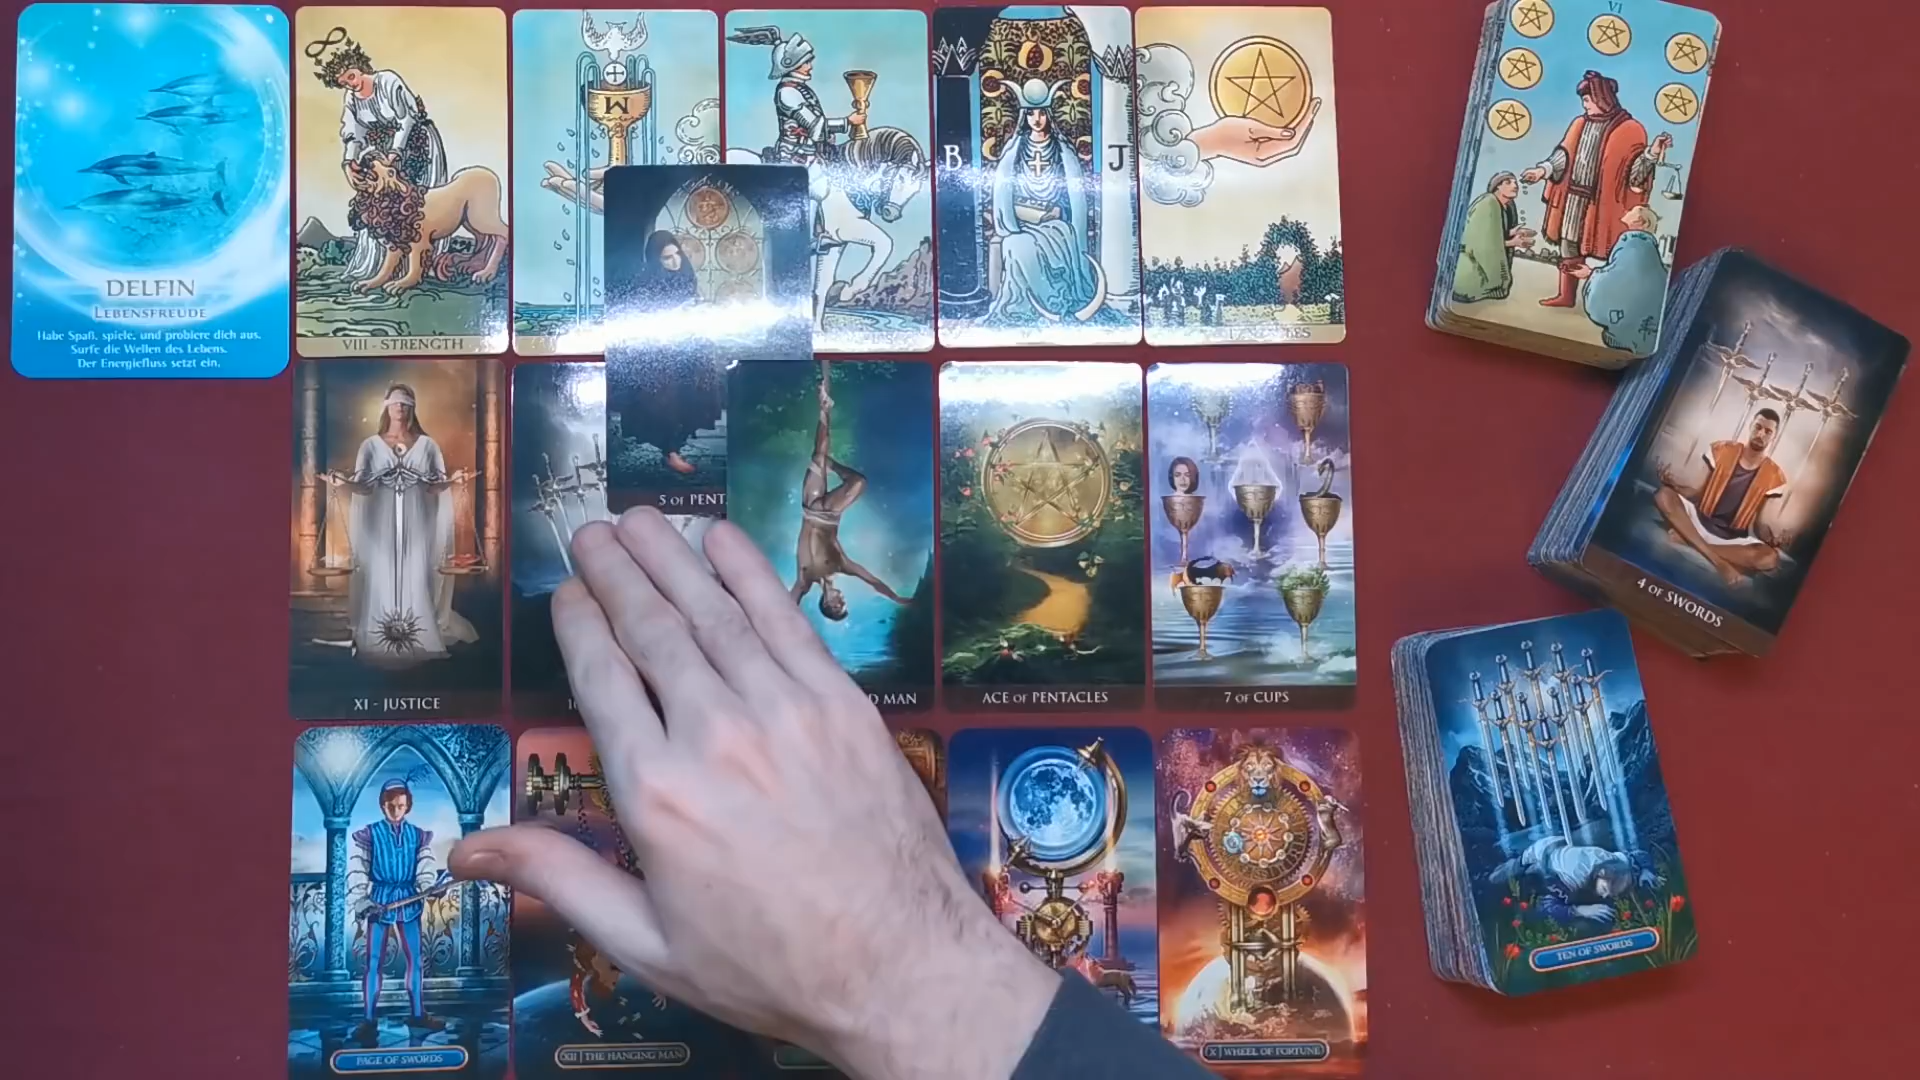 DELFIN
LEBENSFREUDE
Habe Spaß, spiele, und probiere dich aus.
Surfe die Wellen des Lebens.
Der Energiefluss setzt ein.
VIII - STRENGTH
B
J
VI
5 OF PENT
XI - JUSTICE
D MAN
ACE OF PENTACLES
7 OF CUPS
4 OF SWORDS
PAGE OF SWORDS
XII | THE HANGING MAN
X | WHEEL OF FORTUNE
TEN OF SWORDS